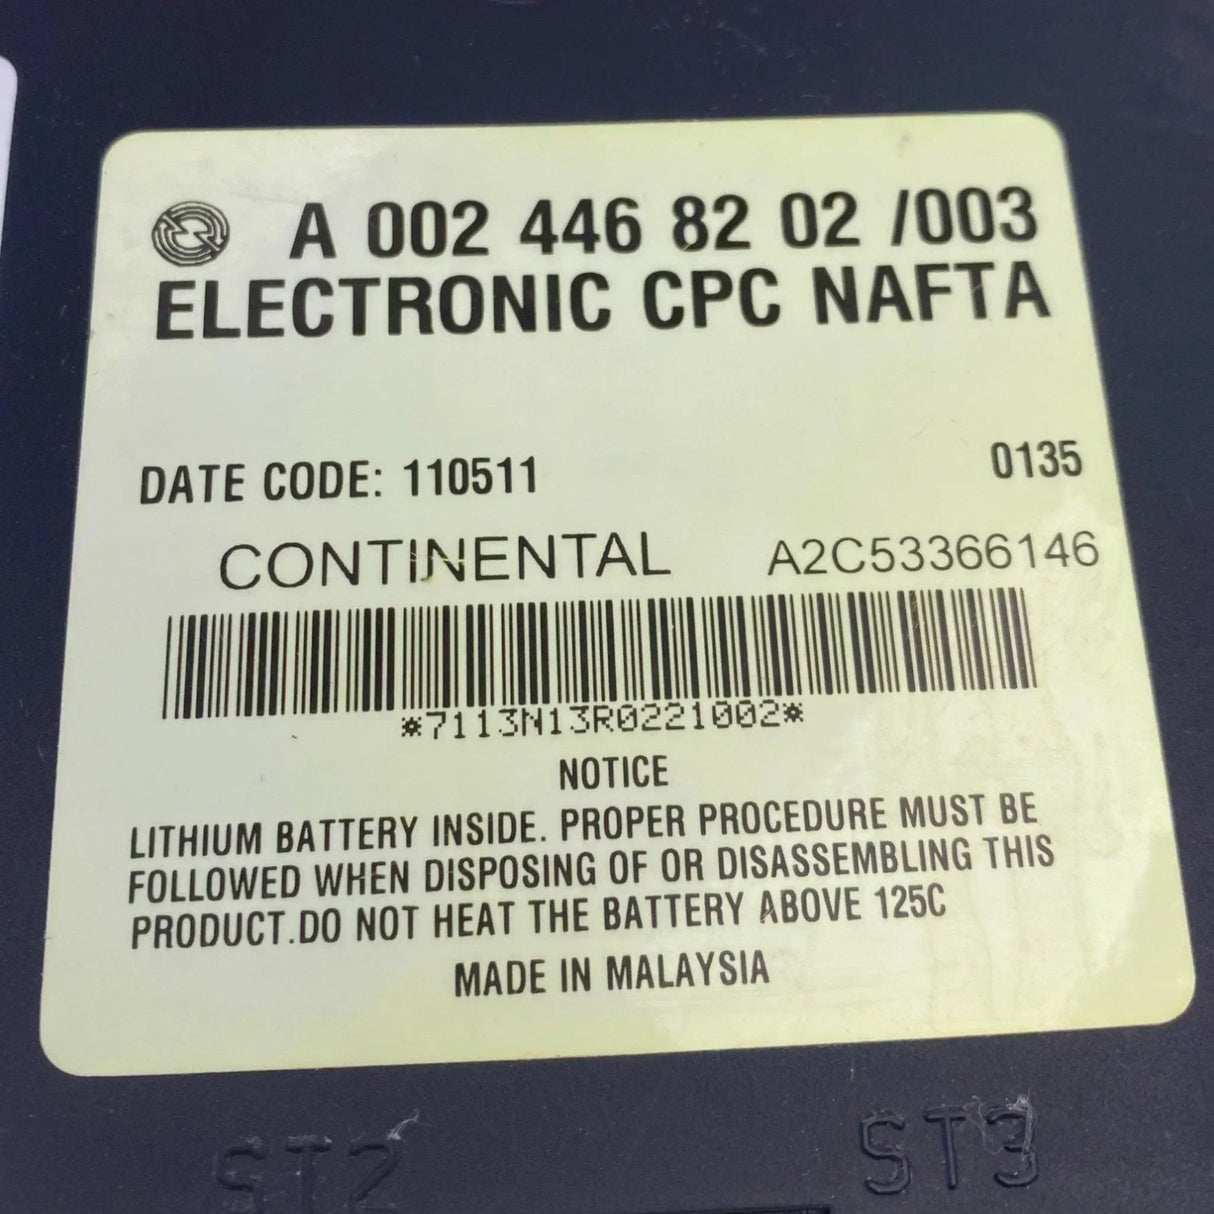 A 002 446 82 02 /003
ELECTRONIC CPC NAFTA
DATE CODE: 110511 0135
CONTINENTAL A2C53366146
*7113N13R0221002*
NOTICE
LITHIUM BATTERY INSIDE. PROPER PROCEDURE MUST BE
FOLLOWED WHEN DISPOSING OF OR DISASSEMBLING THIS
PRODUCT.DO NOT HEAT THE BATTERY ABOVE 125C
MADE IN MALAYSIA
ST2 ST3